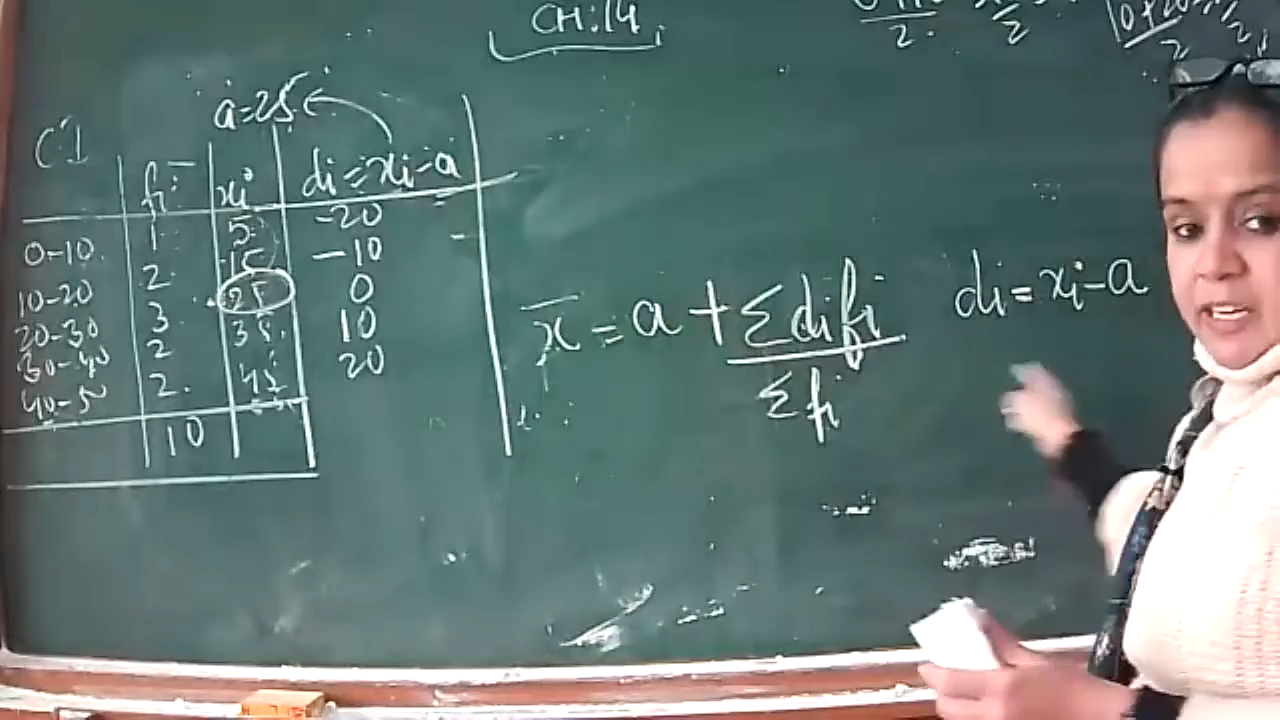 CH:14
a=25
C.I fi xi di=xi-a
0-10 1 5 -20
10-20 2 15 -10
20-30 3 25 0
30-40 2 35 10
40-50 2 45 20
10
x̄ = a + Σdifi / Σfi
di=xi-a